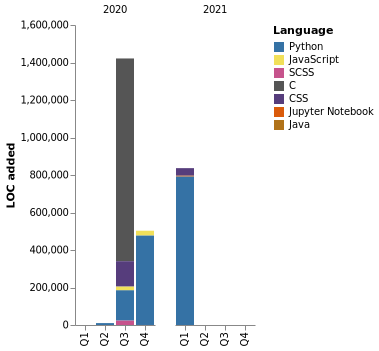 2020
2021
LOC added
1,600,000
1,400,000
1,200,000
1,000,000
800,000
600,000
400,000
200,000
0
Q1
Q2
Q3
Q4
Q1
Q2
Q3
Q4
Language
Python
JavaScript
SCSS
C
CSS
Jupyter Notebook
Java